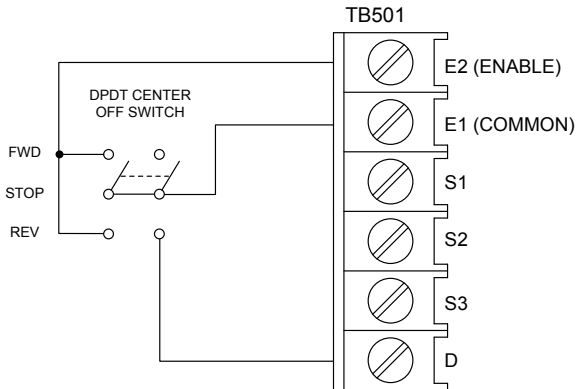 TB501
E2 (ENABLE)
DPDT CENTER
OFF SWITCH
E1 (COMMON)
FWD
S1
STOP
REV
S2
S3
D